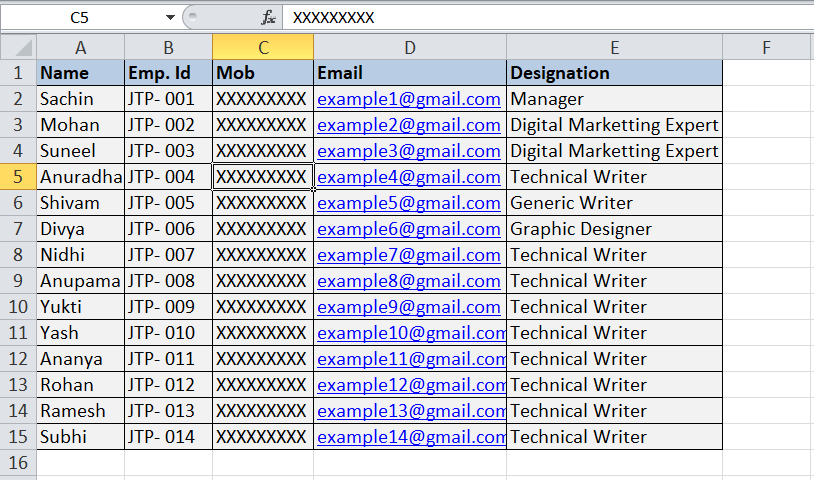 C5 fx XXXXXXXXX
A B C D E F
1 Name Emp. Id Mob Email Designation
2 Sachin JTP- 001 XXXXXXXXX example1@gmail.com Manager
3 Mohan JTP- 002 XXXXXXXXX example2@gmail.com Digital Marketting Expert
4 Suneel JTP- 003 XXXXXXXXX example3@gmail.com Digital Marketting Expert
5 Anuradha JTP- 004 XXXXXXXXX example4@gmail.com Technical Writer
6 Shivam JTP- 005 XXXXXXXXX example5@gmail.com Generic Writer
7 Divya JTP- 006 XXXXXXXXX example6@gmail.com Graphic Designer
8 Nidhi JTP- 007 XXXXXXXXX example7@gmail.com Technical Writer
9 Anupama JTP- 008 XXXXXXXXX example8@gmail.com Technical Writer
10 Yukti JTP- 009 XXXXXXXXX example9@gmail.com Technical Writer
11 Yash JTP- 010 XXXXXXXXX example10@gmail.com Technical Writer
12 Ananya JTP- 011 XXXXXXXXX example11@gmail.com Technical Writer
13 Rohan JTP- 012 XXXXXXXXX example12@gmail.com Technical Writer
14 Ramesh JTP- 013 XXXXXXXXX example13@gmail.com Technical Writer
15 Subhi JTP- 014 XXXXXXXXX example14@gmail.com Technical Writer
16